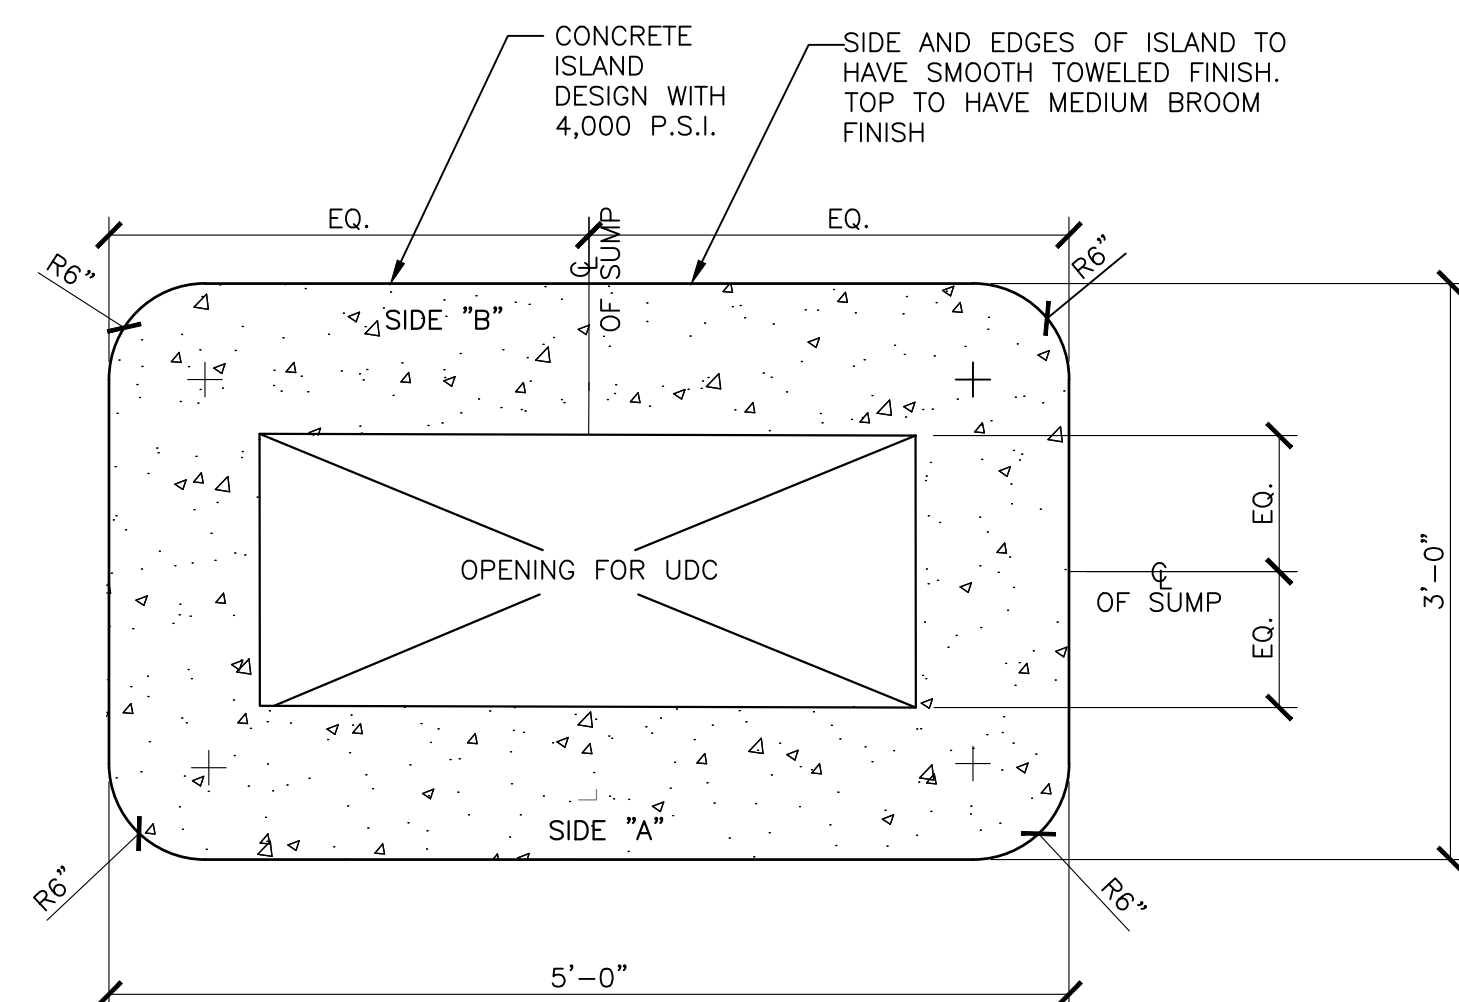 CONCRETE
ISLAND
DESIGN WITH
4,000 P.S.I.
SIDE AND EDGES OF ISLAND TO
HAVE SMOOTH TOWELED FINISH.
TOP TO HAVE MEDIUM BROOM
FINISH
EQ.
EQ.
℄
OF SUMP
R6"
R6"
SIDE "B"
EQ.
OPENING FOR UDC
℄
OF SUMP
3'-0"
EQ.
SIDE "A"
R6"
R6"
5'-0"